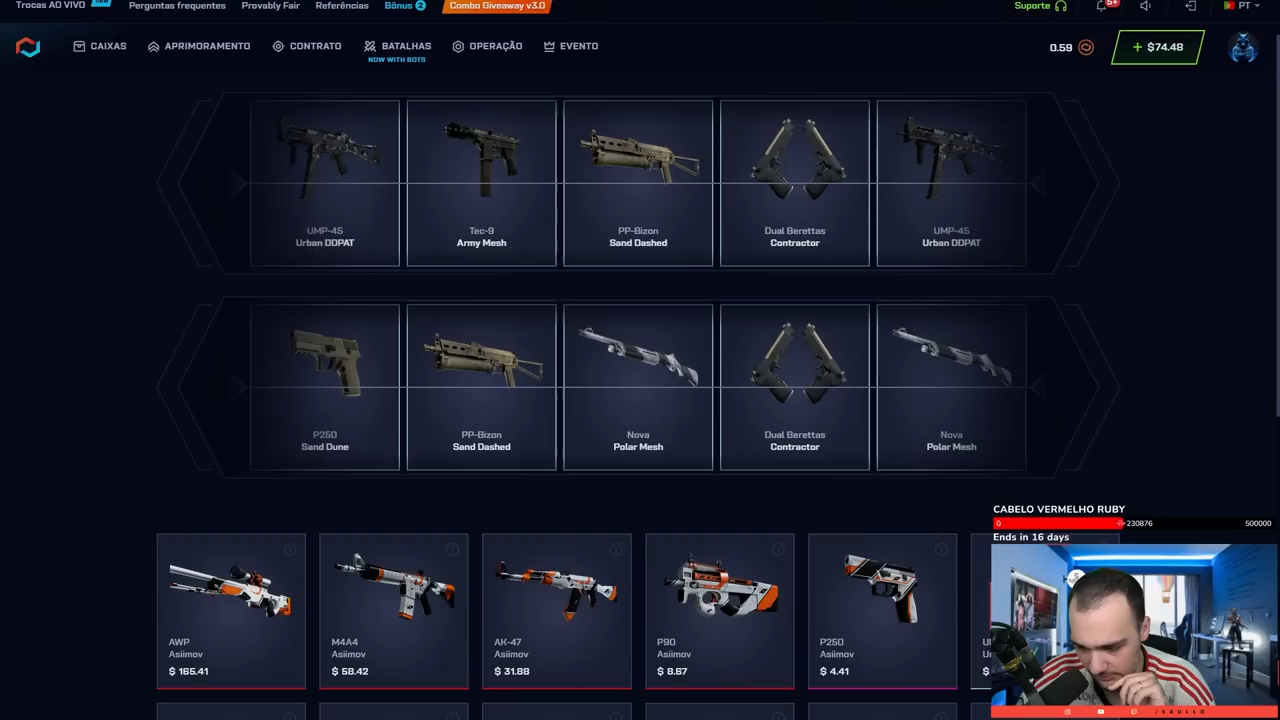 Trocas AO VIVO
Perguntas frequentes
Provably Fair
Referências
Bônus 2
Combo Giveaway v3.0
Suporte
5+
PT
CAIXAS
APRIMORAMENTO
CONTRATO
BATALHAS
NOW WITH BOTS
OPERAÇÃO
EVENTO
0.59
+ $74.48
UMP-45
Urban DDPAT
Tec-9
Army Mesh
PP-Bizon
Sand Dashed
Dual Berettas
Contractor
UMP-45
Urban DDPAT
P250
Sand Dune
PP-Bizon
Sand Dashed
Nova
Polar Mesh
Dual Berettas
Contractor
Nova
Polar Mesh
CABELO VERMELHO RUBY
0
230876
500000
Ends in 16 days
AWP
Asiimov
$ 165.41
M4A4
Asiimov
$ 58.42
AK-47
Asiimov
$ 31.88
P90
Asiimov
$ 8.67
P250
Asiimov
$ 4.41
/SAULLO